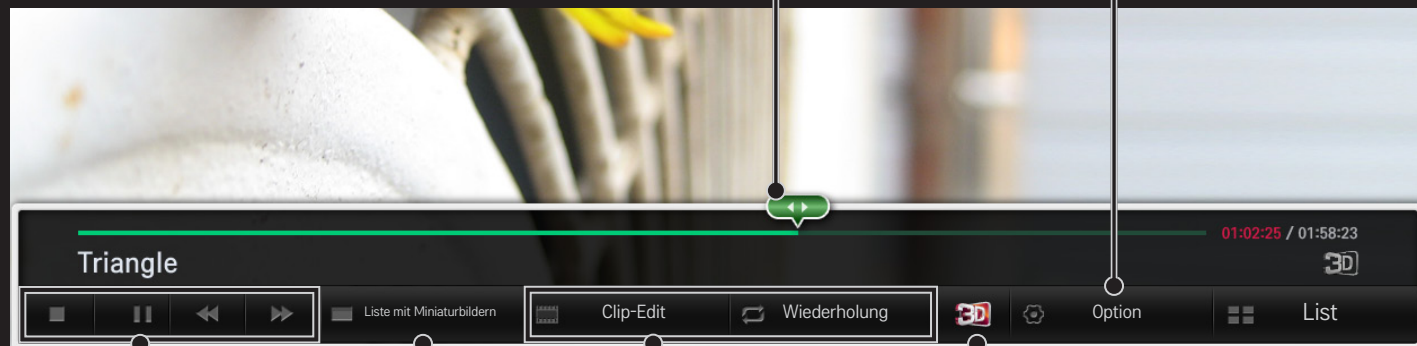 01:02:25 / 01:58:23
Triangle 3D
Liste mit Miniaturbildern Clip-Edit Wiederholung 3D Option List